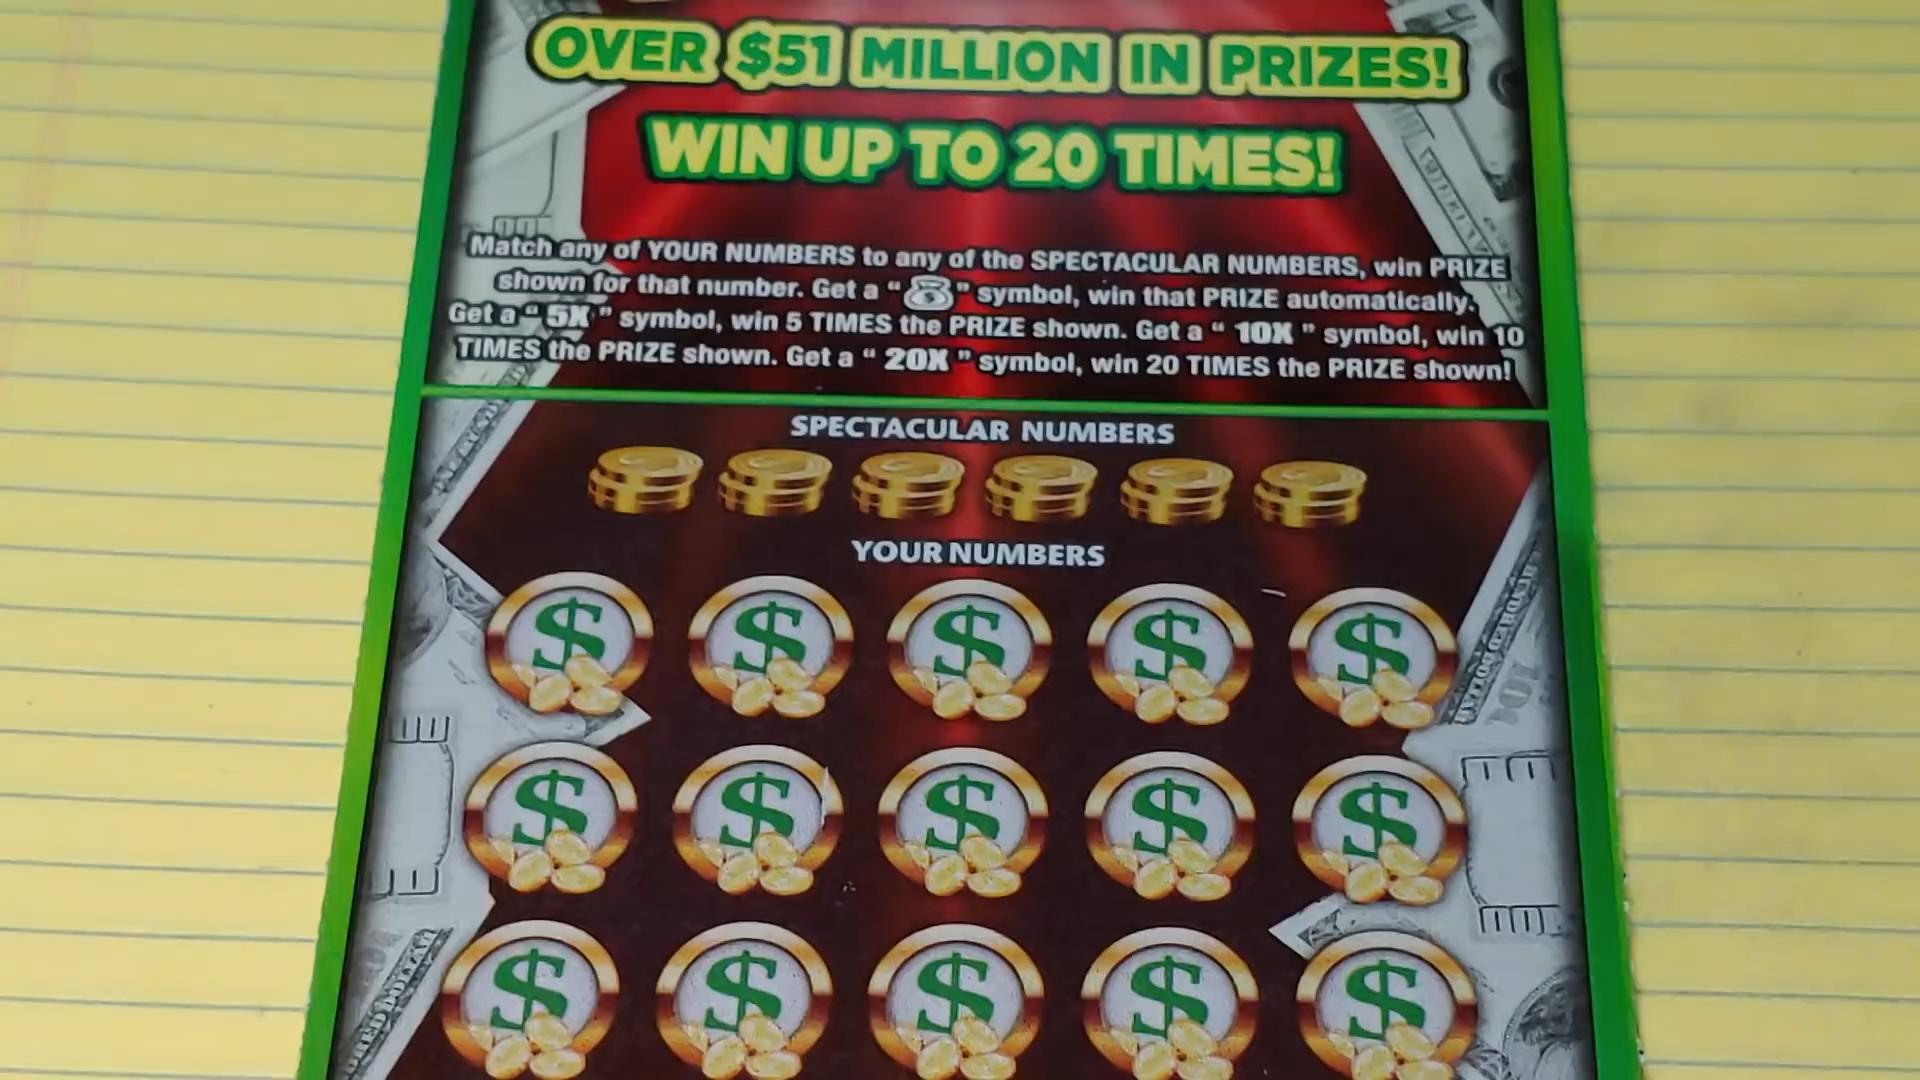 OVER $51 MILLION IN PRIZES!
WIN UP TO 20 TIMES!
Match any of YOUR NUMBERS to any of the SPECTACULAR NUMBERS, win PRIZE
shown for that number. Get a " " symbol, win that PRIZE automatically.
Get a " 5X " symbol, win 5 TIMES the PRIZE shown. Get a " 10X " symbol, win 10
TIMES the PRIZE shown. Get a " 20X " symbol, win 20 TIMES the PRIZE shown!
SPECTACULAR NUMBERS
YOUR NUMBERS
$ $ $ $ $
$ $ $ $ $
$ $ $ $ $